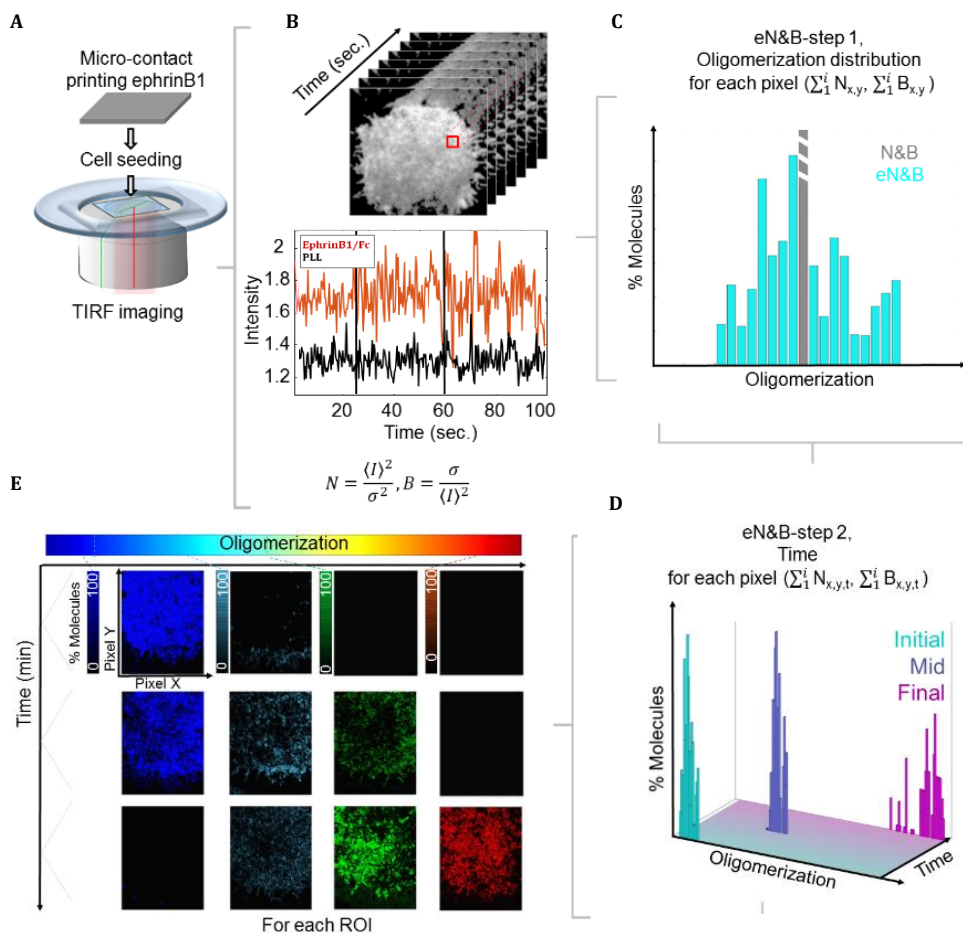 A
Micro-contact
printing ephrinB1
Cell seeding
TIRF imaging
B
Time (sec.)
EphrinB1/Fc
PLL
Intensity
2
1.8
1.6
1.4
1.2
20 40 60 80 100
Time (sec.)
N = ⟨I⟩²/σ², B = σ/⟨I⟩²
C
eN&B-step 1,
Oligomerization distribution
for each pixel (∑₁ⁱ Nₓ,ᵧ, ∑₁ⁱ Bₓ,ᵧ)
N&B
eN&B
% Molecules
Oligomerization
D
eN&B-step 2,
Time
for each pixel (∑₁ⁱ Nₓ,ᵧ,ₜ, ∑₁ⁱ Bₓ,ᵧ,ₜ)
Initial
Mid
Final
% Molecules
Oligomerization
Time
E
Oligomerization
Time (min)
% Molecules
0 100
Pixel Y
Pixel X
0 100
0 100
0 100
For each ROI